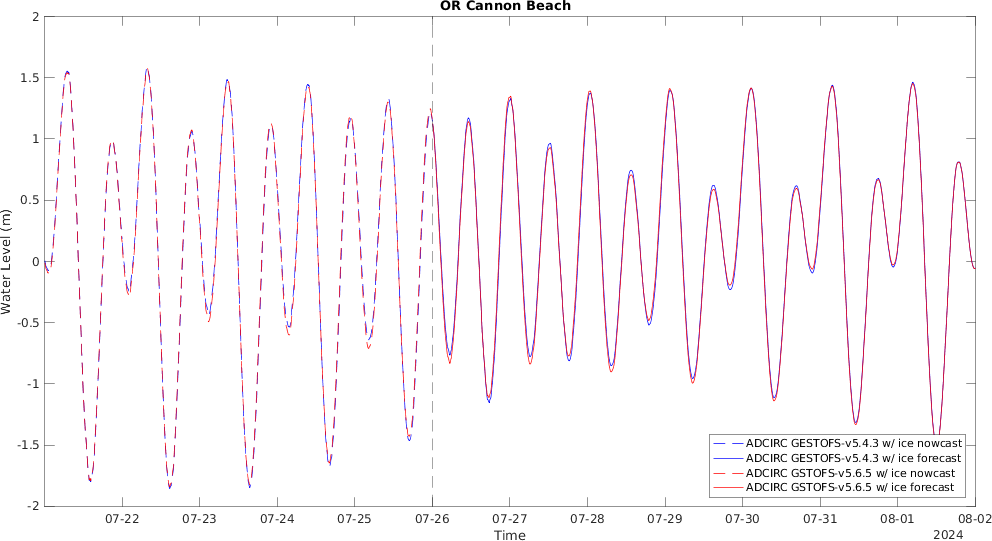 OR Cannon Beach
2
1.5
1
0.5
0
-0.5
-1
-1.5
-2
Water Level (m)
07-22 07-23 07-24 07-25 07-26 07-27 07-28 07-29 07-30 07-31 08-01 08-02
Time
2024
ADCIRC GESTOFS-v5.4.3 w/ ice nowcast
ADCIRC GESTOFS-v5.4.3 w/ ice forecast
ADCIRC GSTOFS-v5.6.5 w/ ice nowcast
ADCIRC GSTOFS-v5.6.5 w/ ice forecast